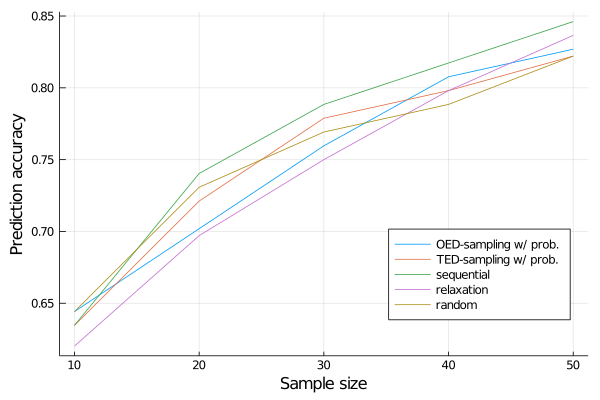 0.85
0.80
0.75
0.70
0.65
Prediction accuracy
OED-sampling w/ prob.
TED-sampling w/ prob.
sequential
relaxation
random
10 20 30 40 50
Sample size